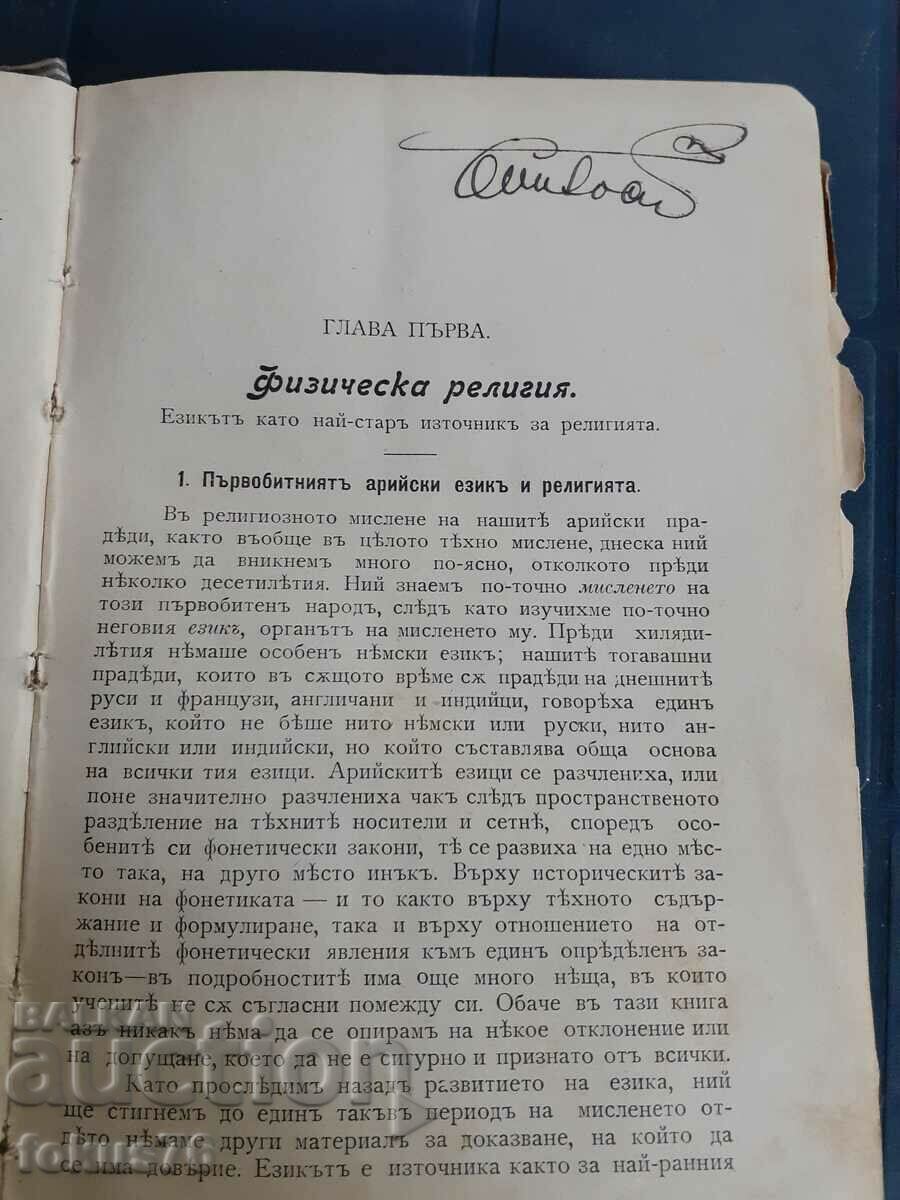 ГЛАВА ПЪРВА.
Физическа религия.
Езикътъ като най-старъ източникъ за религията.
1. Първобитниятъ арийски езикъ и религията.
Въ религиозното мислене на нашитѣ арийски пра-
дѣди, както въобще въ цѣлото тѣхно мислене, днеска ний
можемъ да вникнемъ много по-ясно, отколкото прѣди
нѣколко десетилѣтия. Ний знаемъ по-точно мисленето на
този първобитенъ народъ, слѣдъ като изучихме по-точно
неговия езикъ, органътъ на мисленето му. Прѣди хиляди-
лѣтия нѣмаше особенъ нѣмски езикъ; нашитѣ тогавашни
прадѣди, които въ сѫщото врѣме сѫ прадѣди на днешнитѣ
руси и французи, англичани и индийци, говорѣха единъ
езикъ, който не бѣше нито нѣмски или руски, нито ан-
глийски или индийски, но който съставлява обща основа
на всички тия езици. Арийскитѣ езици се разчлениха, или
поне значително разчлениха чакъ слѣдъ пространственото
раздѣление на тѣхнитѣ носители и сетнѣ, споредъ осо-
бенитѣ си фонетически закони, тѣ се развиха на едно мѣс-
то така, на друго мѣсто инъкъ. Върху историческитѣ за-
кони на фонетиката — и то както върху тѣхното съдър-
жание и формулиране, така и върху отношението на от-
дѣлнитѣ фонетически явления къмъ единъ опрѣдѣленъ за-
конъ—въ подробноститѣ има още много нѣща, въ които
ученитѣ не сѫ съгласни помежду си. Обаче въ тази книга
азъ никакъ нѣма да се опирамъ на нѣкое отклонение или
на допущане, което да не е сигурно и признато отъ всички.
Като прослѣдимъ назадъ развитието на езика, ний
ще стигнемъ до единъ такъвъ периодъ на мисленето от-
дѣто нѣмаме други материалъ за доказване, на който да
се има довѣрие. Езикътъ е източника както за най-ранния
BALKAN
auction
fokus76